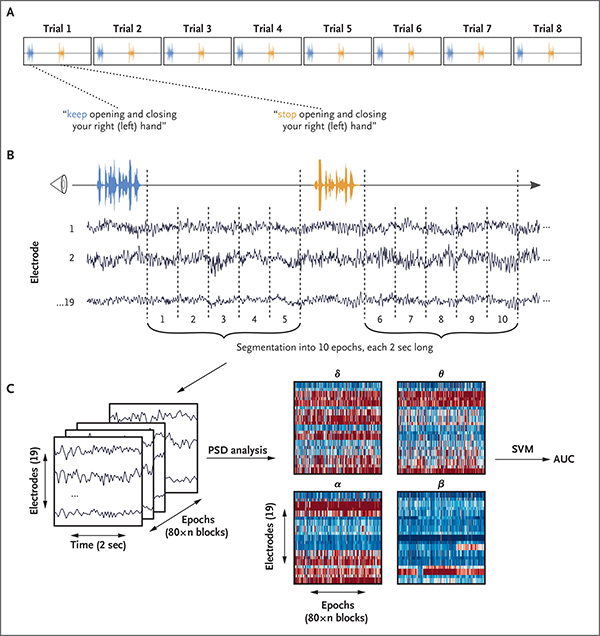 A
Trial 1 Trial 2 Trial 3 Trial 4 Trial 5 Trial 6 Trial 7 Trial 8
“keep opening and closing
your right (left) hand”
“stop opening and closing
your right (left) hand”
B
Electrode
1
2
...19
...
...
...
1 2 3 4 5 6 7 8 9 10
Segmentation into 10 epochs, each 2 sec long
C
Electrodes (19)
...
Time (2 sec)
Epochs
(80×n blocks)
PSD analysis
δ
θ
α
β
Electrodes (19)
Epochs
(80×n blocks)
SVM
AUC